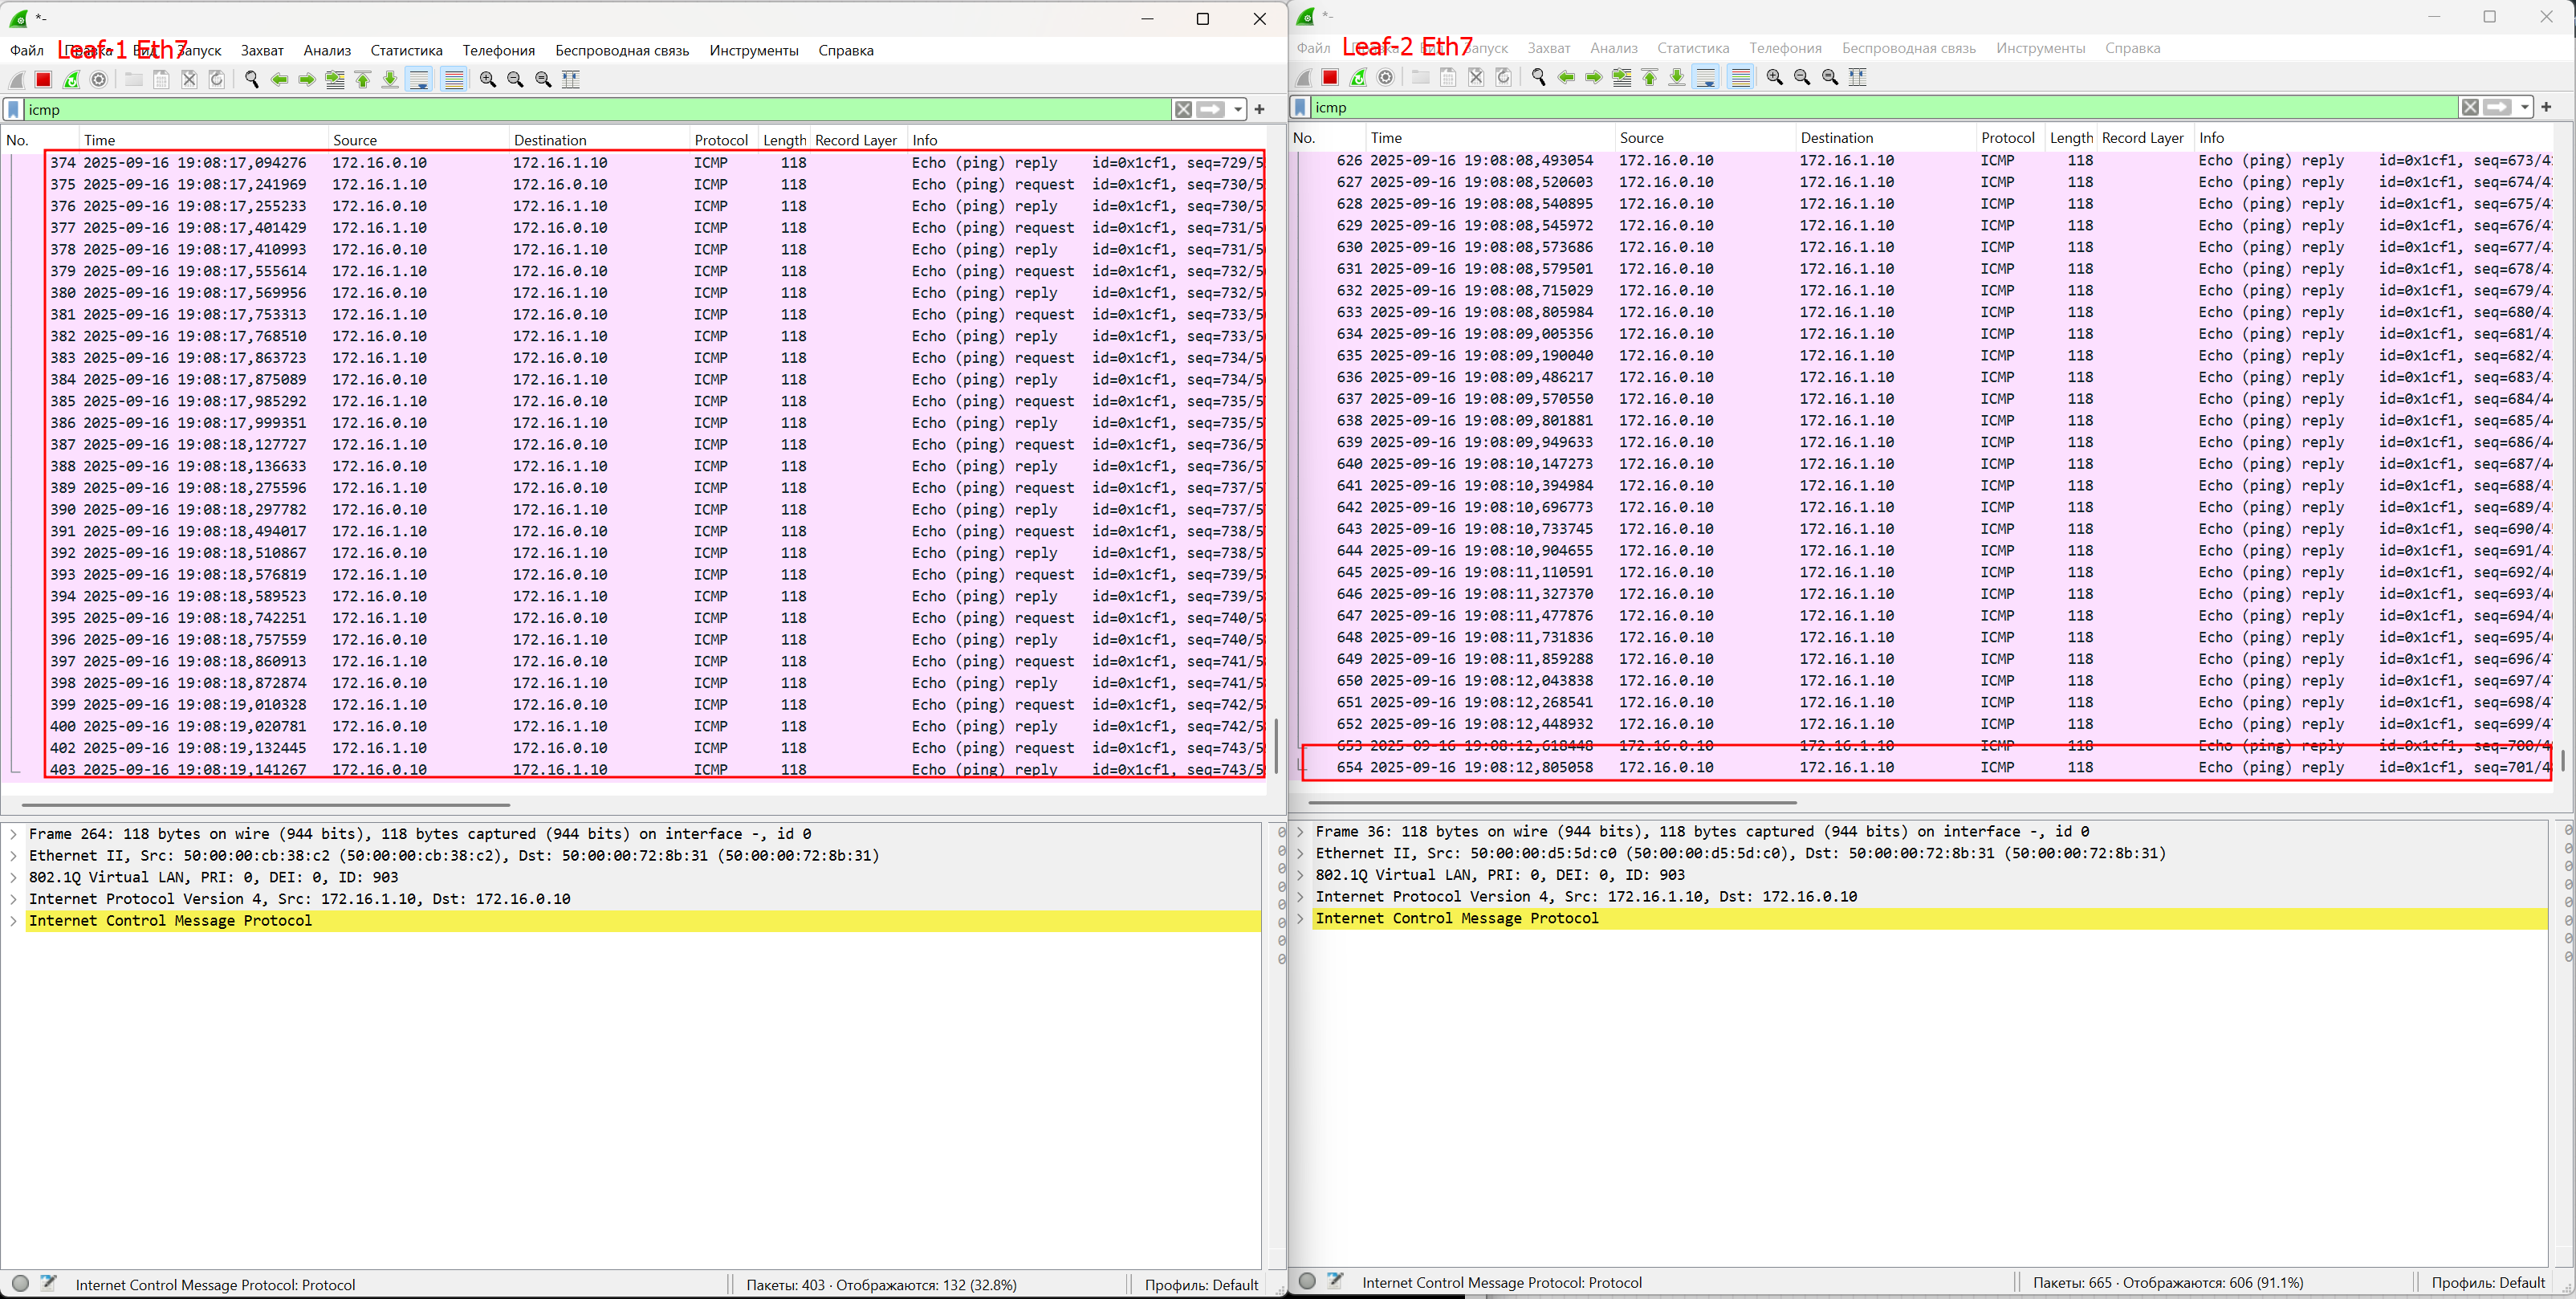 *-
Файл Правка Вид Запуск Захват Анализ Статистика Телефония Беспроводная связь Инструменты Справка
Leaf-1 Eth7
icmp
No. Time Source Destination Protocol Length Record Layer Info
374 2025-09-16 19:08:17,094276 172.16.0.10 172.16.1.10 ICMP 118 Echo (ping) reply id=0x1cf1, seq=729/5
375 2025-09-16 19:08:17,241969 172.16.1.10 172.16.0.10 ICMP 118 Echo (ping) request id=0x1cf1, seq=730/5
376 2025-09-16 19:08:17,255233 172.16.0.10 172.16.1.10 ICMP 118 Echo (ping) reply id=0x1cf1, seq=730/5
377 2025-09-16 19:08:17,401429 172.16.1.10 172.16.0.10 ICMP 118 Echo (ping) request id=0x1cf1, seq=731/5
378 2025-09-16 19:08:17,410993 172.16.0.10 172.16.1.10 ICMP 118 Echo (ping) reply id=0x1cf1, seq=731/5
379 2025-09-16 19:08:17,555614 172.16.1.10 172.16.0.10 ICMP 118 Echo (ping) request id=0x1cf1, seq=732/5
380 2025-09-16 19:08:17,569956 172.16.0.10 172.16.1.10 ICMP 118 Echo (ping) reply id=0x1cf1, seq=732/5
381 2025-09-16 19:08:17,753313 172.16.1.10 172.16.0.10 ICMP 118 Echo (ping) request id=0x1cf1, seq=733/5
382 2025-09-16 19:08:17,768510 172.16.0.10 172.16.1.10 ICMP 118 Echo (ping) reply id=0x1cf1, seq=733/5
383 2025-09-16 19:08:17,863723 172.16.1.10 172.16.0.10 ICMP 118 Echo (ping) request id=0x1cf1, seq=734/5
384 2025-09-16 19:08:17,875089 172.16.0.10 172.16.1.10 ICMP 118 Echo (ping) reply id=0x1cf1, seq=734/5
385 2025-09-16 19:08:17,985292 172.16.1.10 172.16.0.10 ICMP 118 Echo (ping) request id=0x1cf1, seq=735/5
386 2025-09-16 19:08:17,999351 172.16.0.10 172.16.1.10 ICMP 118 Echo (ping) reply id=0x1cf1, seq=735/5
387 2025-09-16 19:08:18,127727 172.16.1.10 172.16.0.10 ICMP 118 Echo (ping) request id=0x1cf1, seq=736/5
388 2025-09-16 19:08:18,136633 172.16.0.10 172.16.1.10 ICMP 118 Echo (ping) reply id=0x1cf1, seq=736/5
389 2025-09-16 19:08:18,275596 172.16.1.10 172.16.0.10 ICMP 118 Echo (ping) request id=0x1cf1, seq=737/5
390 2025-09-16 19:08:18,297782 172.16.0.10 172.16.1.10 ICMP 118 Echo (ping) reply id=0x1cf1, seq=737/5
391 2025-09-16 19:08:18,494017 172.16.1.10 172.16.0.10 ICMP 118 Echo (ping) request id=0x1cf1, seq=738/5
392 2025-09-16 19:08:18,510867 172.16.0.10 172.16.1.10 ICMP 118 Echo (ping) reply id=0x1cf1, seq=738/5
393 2025-09-16 19:08:18,576819 172.16.1.10 172.16.0.10 ICMP 118 Echo (ping) request id=0x1cf1, seq=739/5
394 2025-09-16 19:08:18,589523 172.16.0.10 172.16.1.10 ICMP 118 Echo (ping) reply id=0x1cf1, seq=739/5
395 2025-09-16 19:08:18,742251 172.16.1.10 172.16.0.10 ICMP 118 Echo (ping) request id=0x1cf1, seq=740/5
396 2025-09-16 19:08:18,757559 172.16.0.10 172.16.1.10 ICMP 118 Echo (ping) reply id=0x1cf1, seq=740/5
397 2025-09-16 19:08:18,860913 172.16.1.10 172.16.0.10 ICMP 118 Echo (ping) request id=0x1cf1, seq=741/5
398 2025-09-16 19:08:18,872874 172.16.0.10 172.16.1.10 ICMP 118 Echo (ping) reply id=0x1cf1, seq=741/5
399 2025-09-16 19:08:19,010328 172.16.1.10 172.16.0.10 ICMP 118 Echo (ping) request id=0x1cf1, seq=742/5
400 2025-09-16 19:08:19,020781 172.16.0.10 172.16.1.10 ICMP 118 Echo (ping) reply id=0x1cf1, seq=742/5
402 2025-09-16 19:08:19,132445 172.16.1.10 172.16.0.10 ICMP 118 Echo (ping) request id=0x1cf1, seq=743/5
403 2025-09-16 19:08:19,141267 172.16.0.10 172.16.1.10 ICMP 118 Echo (ping) reply id=0x1cf1, seq=743/5
Frame 264: 118 bytes on wire (944 bits), 118 bytes captured (944 bits) on interface -, id 0
Ethernet II, Src: 50:00:00:cb:38:c2 (50:00:00:cb:38:c2), Dst: 50:00:00:72:8b:31 (50:00:00:72:8b:31)
802.1Q Virtual LAN, PRI: 0, DEI: 0, ID: 903
Internet Protocol Version 4, Src: 172.16.1.10, Dst: 172.16.0.10
Internet Control Message Protocol
Internet Control Message Protocol: Protocol
Пакеты: 403 · Отображаются: 132 (32.8%)
Профиль: Default
*-
Файл Правка Вид Запуск Захват Анализ Статистика Телефония Беспроводная связь Инструменты Справка
Leaf-2 Eth7
icmp
No. Time Source Destination Protocol Length Record Layer Info
626 2025-09-16 19:08:08,493054 172.16.0.10 172.16.1.10 ICMP 118 Echo (ping) reply id=0x1cf1, seq=673/4
627 2025-09-16 19:08:08,520603 172.16.0.10 172.16.1.10 ICMP 118 Echo (ping) reply id=0x1cf1, seq=674/4
628 2025-09-16 19:08:08,540895 172.16.0.10 172.16.1.10 ICMP 118 Echo (ping) reply id=0x1cf1, seq=675/4
629 2025-09-16 19:08:08,545972 172.16.0.10 172.16.1.10 ICMP 118 Echo (ping) reply id=0x1cf1, seq=676/4
630 2025-09-16 19:08:08,573686 172.16.0.10 172.16.1.10 ICMP 118 Echo (ping) reply id=0x1cf1, seq=677/4
631 2025-09-16 19:08:08,579501 172.16.0.10 172.16.1.10 ICMP 118 Echo (ping) reply id=0x1cf1, seq=678/4
632 2025-09-16 19:08:08,715029 172.16.0.10 172.16.1.10 ICMP 118 Echo (ping) reply id=0x1cf1, seq=679/4
633 2025-09-16 19:08:08,805984 172.16.0.10 172.16.1.10 ICMP 118 Echo (ping) reply id=0x1cf1, seq=680/4
634 2025-09-16 19:08:09,005356 172.16.0.10 172.16.1.10 ICMP 118 Echo (ping) reply id=0x1cf1, seq=681/4
635 2025-09-16 19:08:09,190040 172.16.0.10 172.16.1.10 ICMP 118 Echo (ping) reply id=0x1cf1, seq=682/4
636 2025-09-16 19:08:09,486217 172.16.0.10 172.16.1.10 ICMP 118 Echo (ping) reply id=0x1cf1, seq=683/4
637 2025-09-16 19:08:09,570550 172.16.0.10 172.16.1.10 ICMP 118 Echo (ping) reply id=0x1cf1, seq=684/4
638 2025-09-16 19:08:09,801881 172.16.0.10 172.16.1.10 ICMP 118 Echo (ping) reply id=0x1cf1, seq=685/4
639 2025-09-16 19:08:09,949633 172.16.0.10 172.16.1.10 ICMP 118 Echo (ping) reply id=0x1cf1, seq=686/4
640 2025-09-16 19:08:10,147273 172.16.0.10 172.16.1.10 ICMP 118 Echo (ping) reply id=0x1cf1, seq=687/4
641 2025-09-16 19:08:10,394984 172.16.0.10 172.16.1.10 ICMP 118 Echo (ping) reply id=0x1cf1, seq=688/4
642 2025-09-16 19:08:10,696773 172.16.0.10 172.16.1.10 ICMP 118 Echo (ping) reply id=0x1cf1, seq=689/4
643 2025-09-16 19:08:10,733745 172.16.0.10 172.16.1.10 ICMP 118 Echo (ping) reply id=0x1cf1, seq=690/4
644 2025-09-16 19:08:10,904655 172.16.0.10 172.16.1.10 ICMP 118 Echo (ping) reply id=0x1cf1, seq=691/4
645 2025-09-16 19:08:11,110591 172.16.0.10 172.16.1.10 ICMP 118 Echo (ping) reply id=0x1cf1, seq=692/4
646 2025-09-16 19:08:11,327370 172.16.0.10 172.16.1.10 ICMP 118 Echo (ping) reply id=0x1cf1, seq=693/4
647 2025-09-16 19:08:11,477876 172.16.0.10 172.16.1.10 ICMP 118 Echo (ping) reply id=0x1cf1, seq=694/4
648 2025-09-16 19:08:11,731836 172.16.0.10 172.16.1.10 ICMP 118 Echo (ping) reply id=0x1cf1, seq=695/4
649 2025-09-16 19:08:11,859288 172.16.0.10 172.16.1.10 ICMP 118 Echo (ping) reply id=0x1cf1, seq=696/4
650 2025-09-16 19:08:12,043838 172.16.0.10 172.16.1.10 ICMP 118 Echo (ping) reply id=0x1cf1, seq=697/4
651 2025-09-16 19:08:12,268541 172.16.0.10 172.16.1.10 ICMP 118 Echo (ping) reply id=0x1cf1, seq=698/4
652 2025-09-16 19:08:12,448932 172.16.0.10 172.16.1.10 ICMP 118 Echo (ping) reply id=0x1cf1, seq=699/4
653 2025-09-16 19:08:12,618448 172.16.0.10 172.16.1.10 ICMP 118 Echo (ping) reply id=0x1cf1, seq=700/4
654 2025-09-16 19:08:12,805058 172.16.0.10 172.16.1.10 ICMP 118 Echo (ping) reply id=0x1cf1, seq=701/4
Frame 36: 118 bytes on wire (944 bits), 118 bytes captured (944 bits) on interface -, id 0
Ethernet II, Src: 50:00:00:d5:5d:c0 (50:00:00:d5:5d:c0), Dst: 50:00:00:72:8b:31 (50:00:00:72:8b:31)
802.1Q Virtual LAN, PRI: 0, DEI: 0, ID: 903
Internet Protocol Version 4, Src: 172.16.1.10, Dst: 172.16.0.10
Internet Control Message Protocol
Internet Control Message Protocol: Protocol
Пакеты: 665 · Отображаются: 606 (91.1%)
Профиль: Default